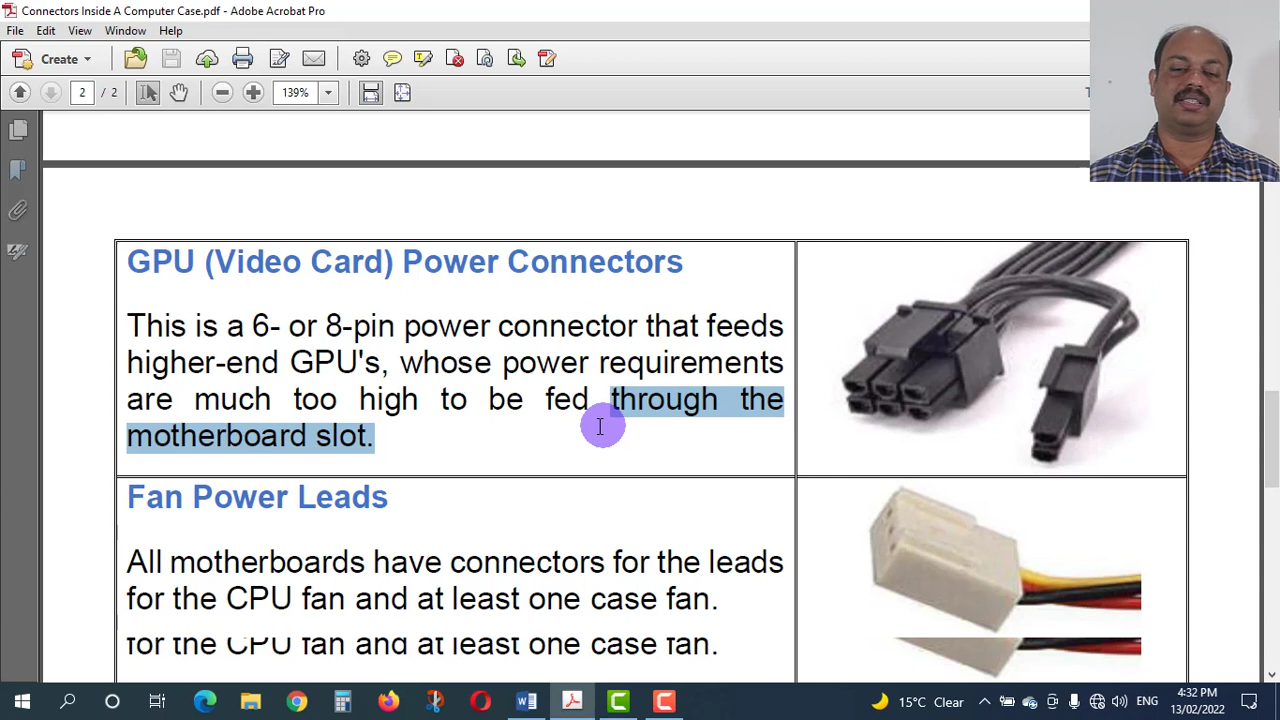 Connectors Inside A Computer Case.pdf - Adobe Acrobat Pro
File Edit View Window Help
Create
2 / 2 139%
GPU (Video Card) Power Connectors
This is a 6- or 8-pin power connector that feeds
higher-end GPU's, whose power requirements
are much too high to be fed through the
motherboard slot.
Fan Power Leads
All motherboards have connectors for the leads
for the CPU fan and at least one case fan.
for the CPU fan and at least one case fan.
15°C Clear ENG 4:32 PM
13/02/2022